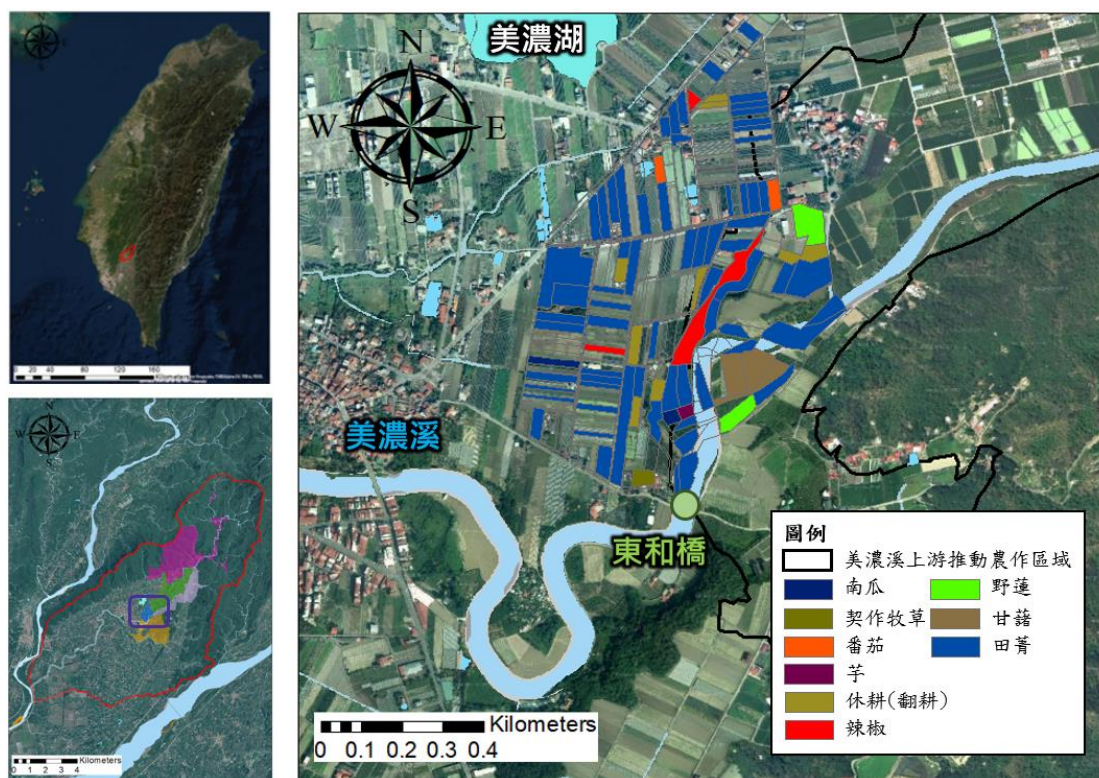 N
0 20 40 80 120 160
N
E
S
Kilometers
0 1 2 3 4
美濃湖
N
W E
S
美濃溪
東和橋
Kilometers
0 0.1 0.2 0.3 0.4
圖例
美濃溪上游推動農作區域
南瓜 野蓮
契作牧草 甘藷
番茄 田菁
芋
休耕(翻耕)
辣椒